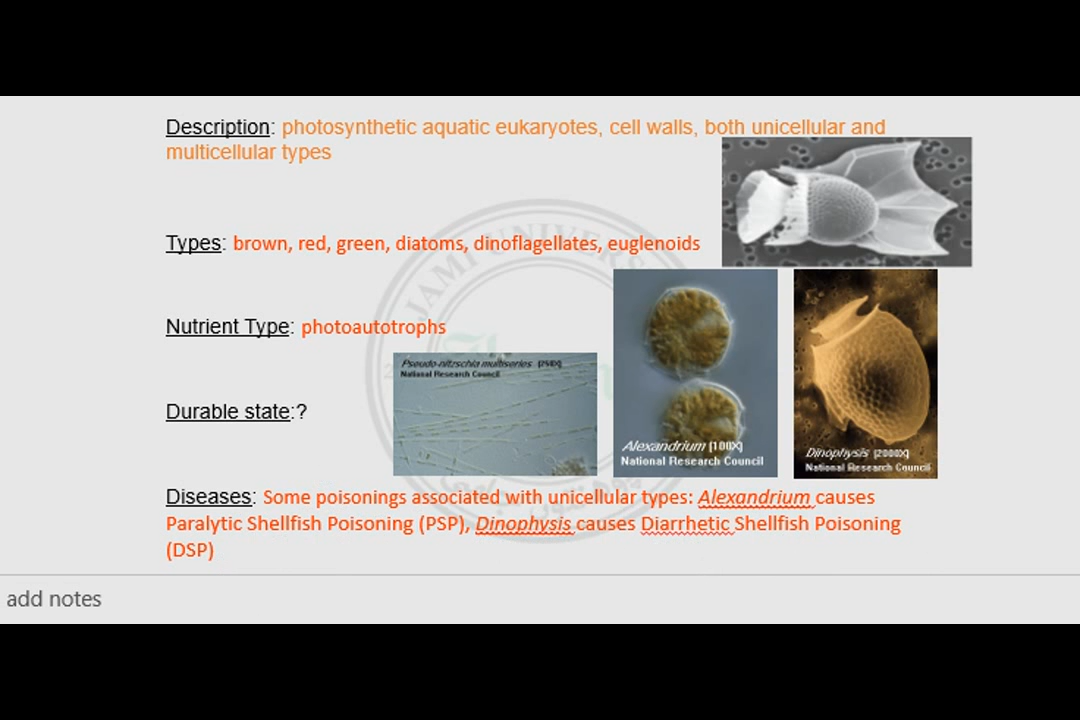 Description: photosynthetic aquatic eukaryotes, cell walls, both unicellular and
multicellular types
Types: brown, red, green, diatoms, dinoflagellates, euglenoids
Nutrient Type: photoautotrophs
Pseudo-nitzschia multiseries (250X)
National Research Council
Durable state:?
Alexandrium (100X)
National Research Council
Dinophysis (2000X)
National Research Council
Diseases: Some poisonings associated with unicellular types: Alexandrium causes
Paralytic Shellfish Poisoning (PSP), Dinophysis causes Diarrhetic Shellfish Poisoning
(DSP)
add notes